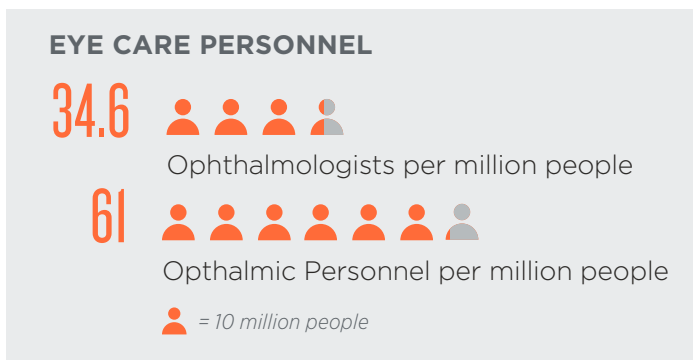 EYE CARE PERSONNEL
34.6
Ophthalmologists per million people
61
Opthalmic Personnel per million people
= 10 million people